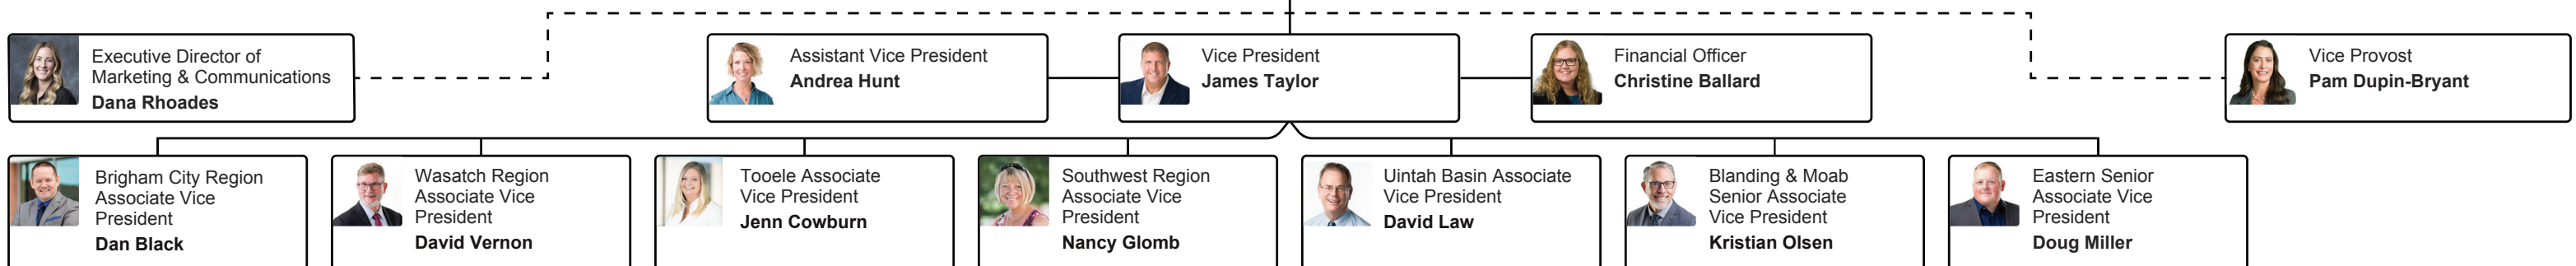 Executive Director of
Marketing & Communications
Dana Rhoades
Assistant Vice President
Andrea Hunt
Vice President
James Taylor
Financial Officer
Christine Ballard
Vice Provost
Pam Dupin-Bryant
Brigham City Region
Associate Vice
President
Dan Black
Wasatch Region
Associate Vice
President
David Vernon
Tooele Associate
Vice President
Jenn Cowburn
Southwest Region
Associate Vice
President
Nancy Glomb
Uintah Basin Associate
Vice President
David Law
Blanding & Moab
Senior Associate
Vice President
Kristian Olsen
Eastern Senior
Associate Vice
President
Doug Miller